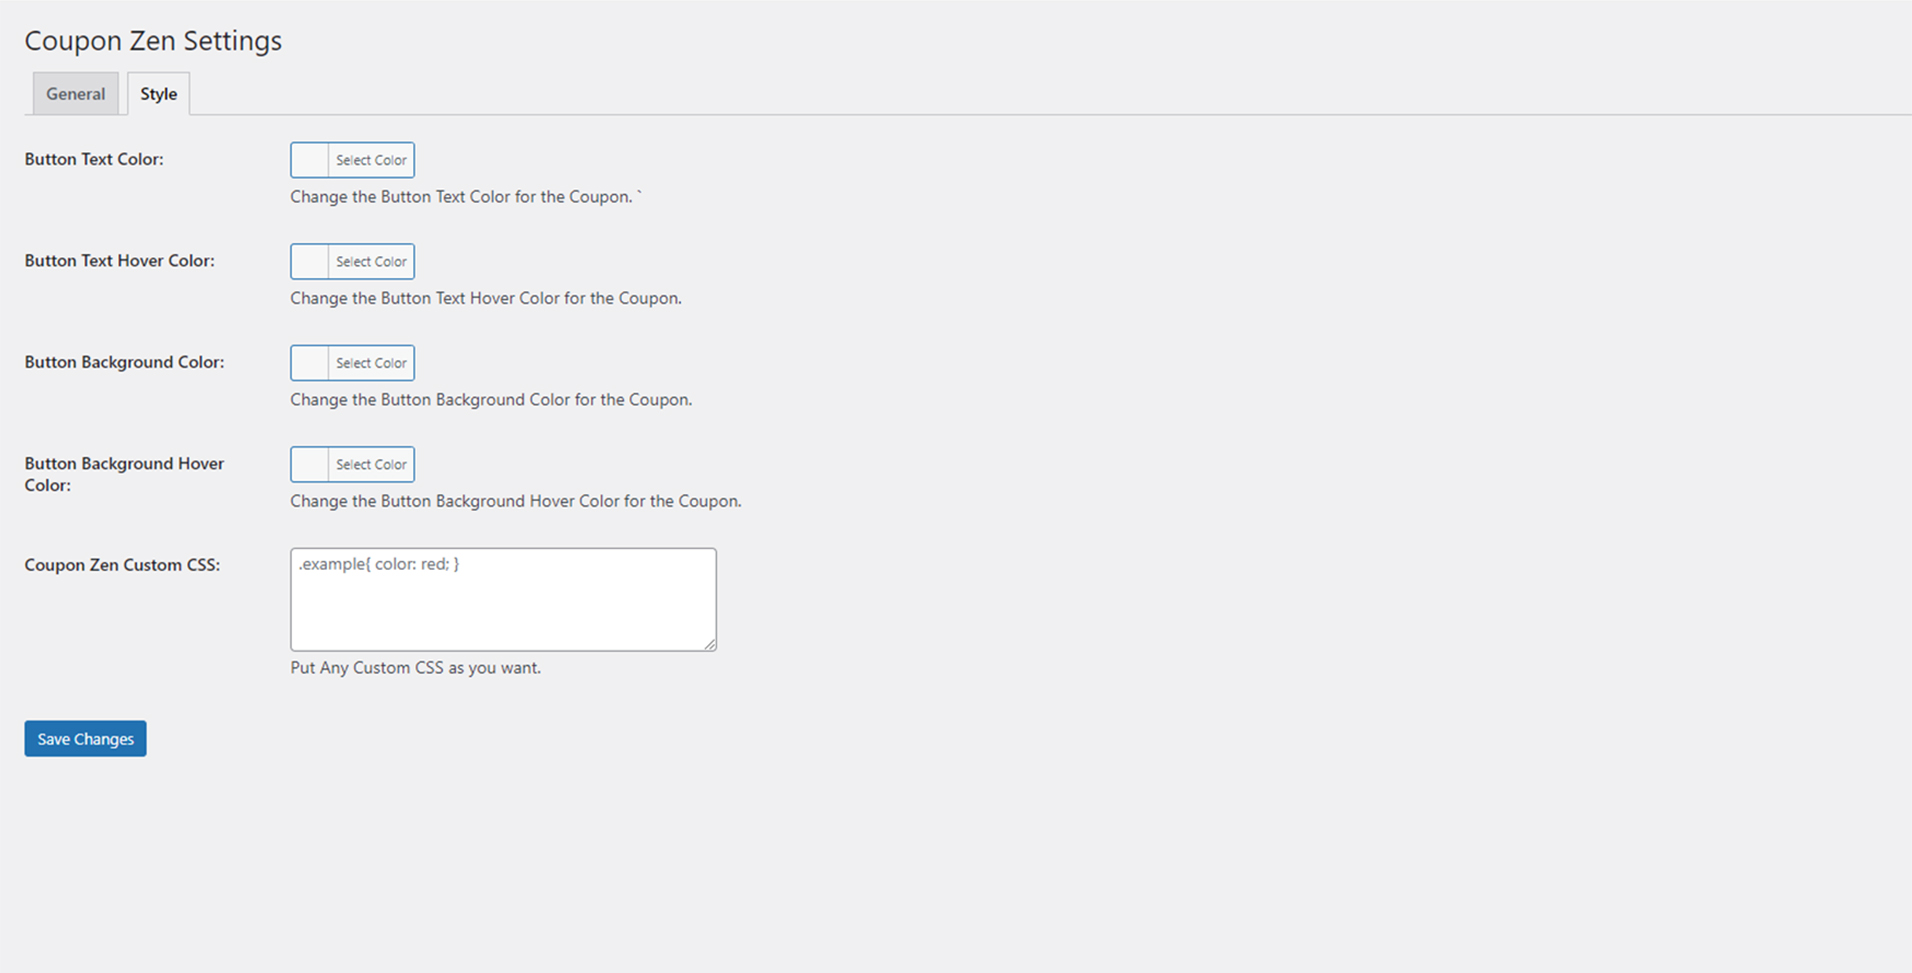 Coupon Zen Settings
General
Style
Button Text Color:
Select Color
Change the Button Text Color for the Coupon. `
Button Text Hover Color:
Select Color
Change the Button Text Hover Color for the Coupon.
Button Background Color:
Select Color
Change the Button Background Color for the Coupon.
Button Background Hover
Color:
Select Color
Change the Button Background Hover Color for the Coupon.
Coupon Zen Custom CSS:
.example{ color: red; }
Put Any Custom CSS as you want.
Save Changes